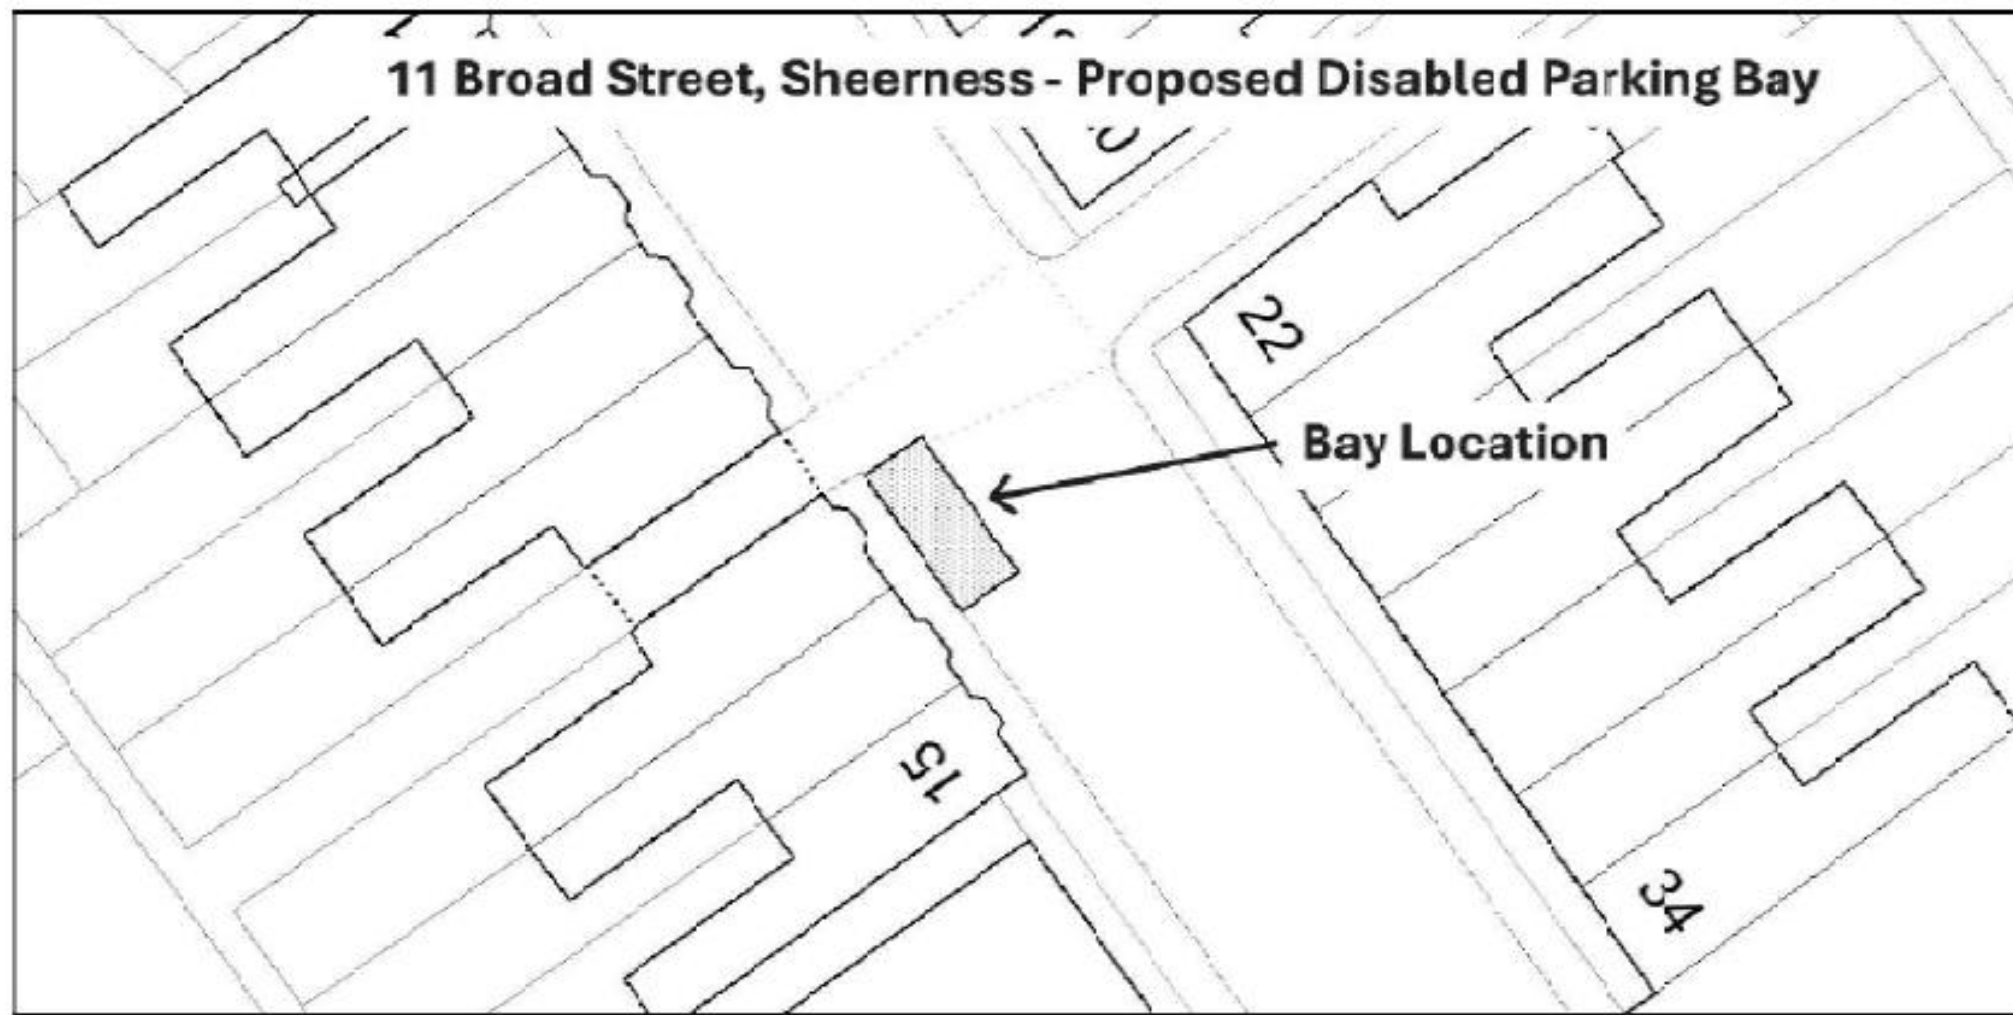 11 Broad Street, Sheerness - Proposed Disabled Parking Bay
22
Bay Location
15
34